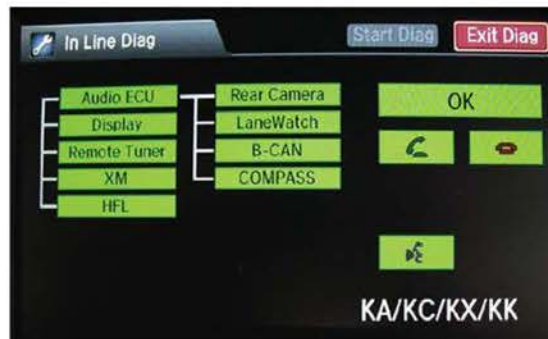 In Line Diag
Start Diag
Exit Diag
Audio ECU
Rear Camera
OK
Display
LaneWatch
Remote Tuner
B-CAN
XM
COMPASS
HFL
KA/KC/KX/KK